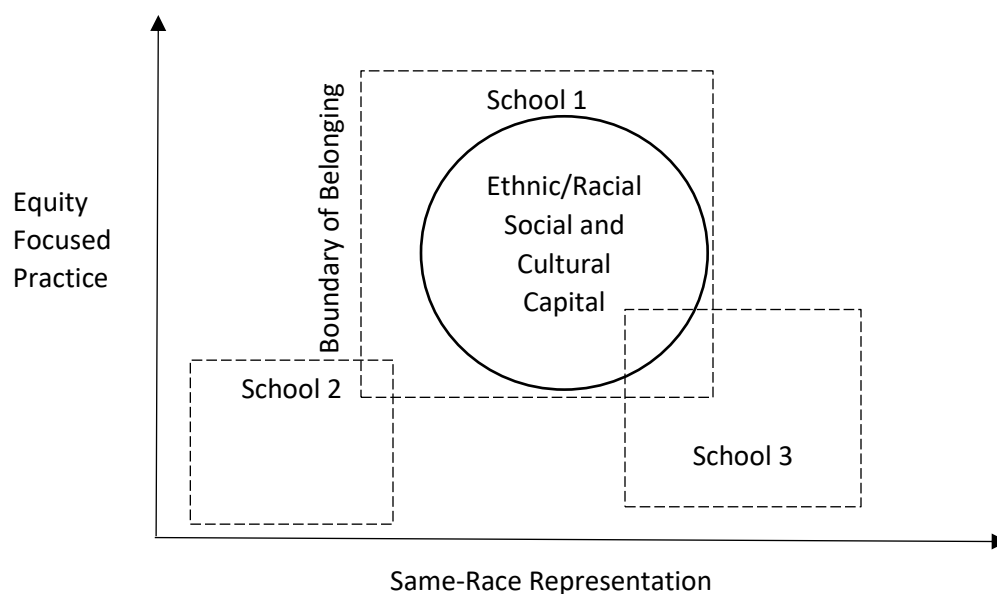 School 1
Boundary of Belonging
Ethnic/Racial
Social and
Cultural
Capital
Equity
Focused
Practice
School 2
School 3
Same-Race Representation